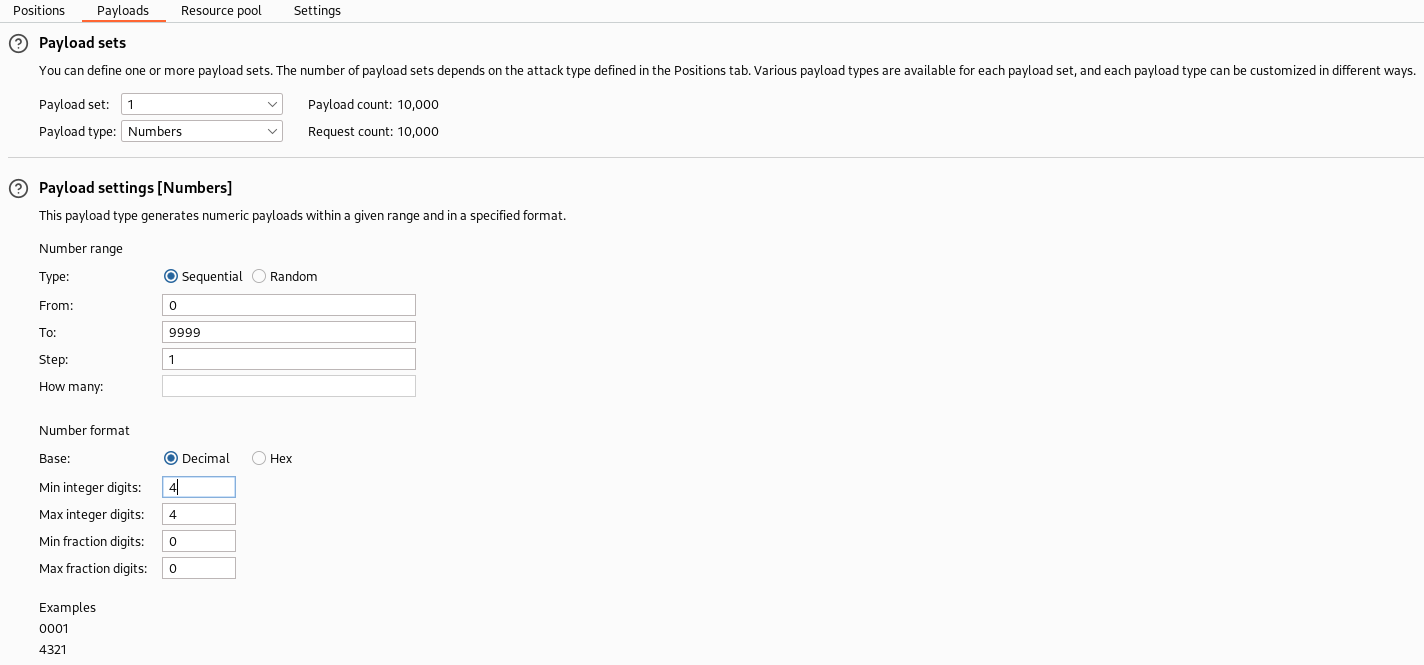 Positions Payloads Resource pool Settings
Payload sets
You can define one or more payload sets. The number of payload sets depends on the attack type defined in the Positions tab. Various payload types are available for each payload set, and each payload type can be customized in different ways.
Payload set: 1 Payload count: 10,000
Payload type: Numbers Request count: 10,000
Payload settings [Numbers]
This payload type generates numeric payloads within a given range and in a specified format.
Number range
Type: Sequential Random
From: 0
To: 9999
Step: 1
How many:
Number format
Base: Decimal Hex
Min integer digits: 4
Max integer digits: 4
Min fraction digits: 0
Max fraction digits: 0
Examples
0001
4321